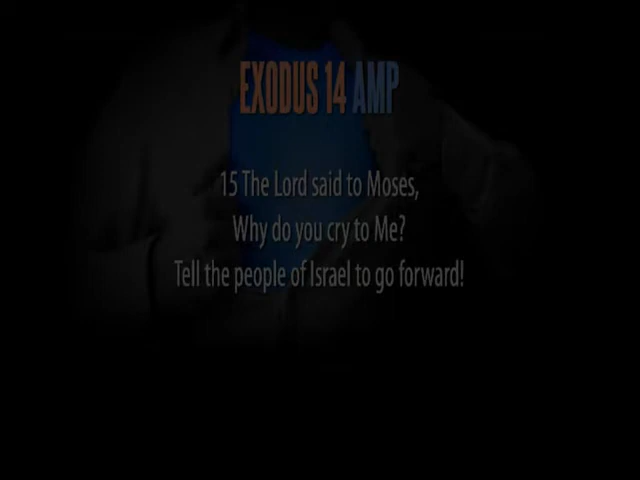 EXODUS 14 AMP
15 The Lord said to Moses,
Why do you cry to Me?
Tell the people of Israel to go forward!